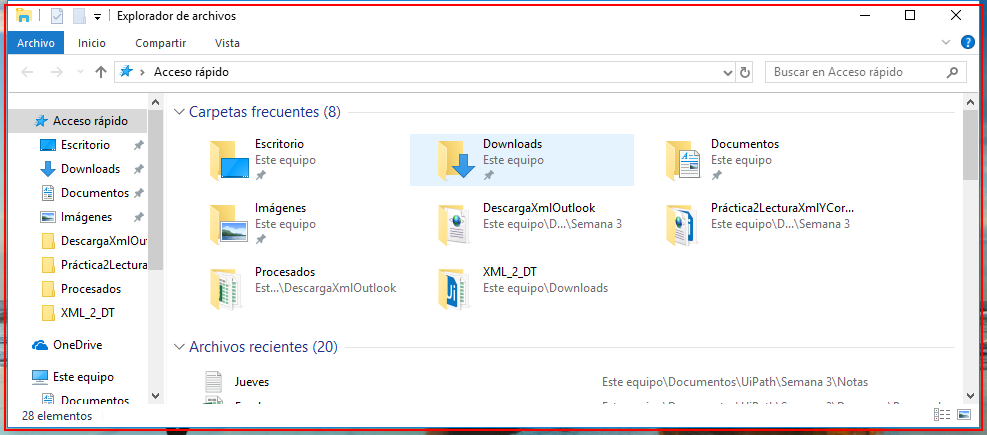 Explorador de archivos
Archivo Inicio Compartir Vista
Acceso rápido
Buscar en Acceso rápido
Acceso rápido
Escritorio
Downloads
Documentos
Imágenes
DescargaXmlOu
Práctica2Lectura
Procesados
XML_2_DT
OneDrive
Este equipo
Documentos
Carpetas frecuentes (8)
Escritorio
Este equipo
Downloads
Este equipo
Documentos
Este equipo
Imágenes
Este equipo
DescargaXmlOutlook
Este equipo\D...\Semana 3
Práctica2LecturaXmlYCor...
Este equipo\D...\Semana 3
Procesados
Est...\DescargaXmlOutlook
XML_2_DT
Este equipo\Downloads
Archivos recientes (20)
Jueves Este equipo\Documentos\UiPath\Semana 3\Notas
28 elementos